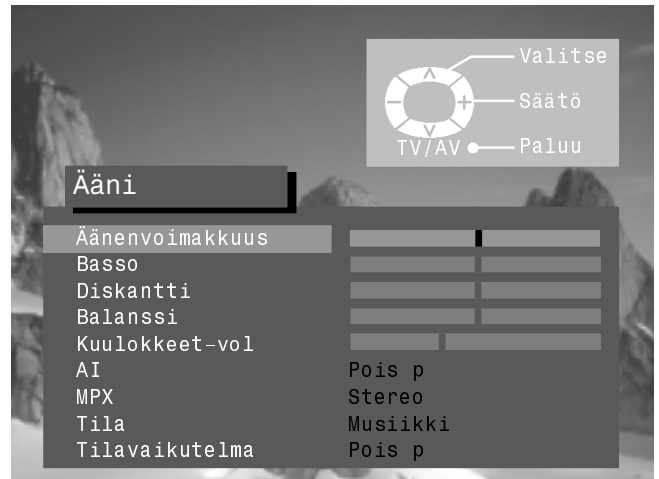 Valitse
Säätö
TV/AV Paluu
Ääni
Äänenvoimakkuus
Basso
Diskantti
Balanssi
Kuulokkeet-vol
AI Pois p
MPX Stereo
Tila Musiikki
Tilavaikutelma Pois p